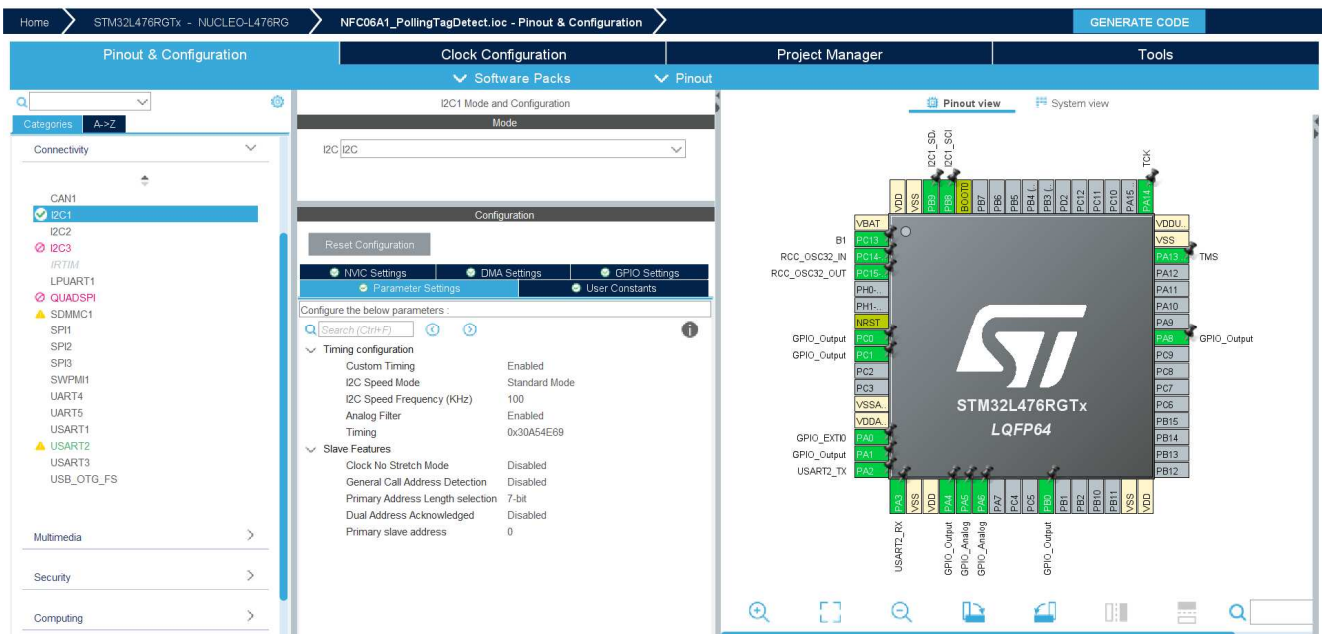 Home
STM32L476RGTx - NUCLEO-L476RG
NFC06A1_PollingTagDetect.ioc - Pinout & Configuration
GENERATE CODE
Pinout & Configuration
Clock Configuration
Project Manager
Tools
Software Packs
Pinout
Categories
A->Z
Connectivity
CAN1
I2C1
I2C2
I2C3
IRTIM
LPUART1
QUADSPI
SDMMC1
SPI1
SPI2
SPI3
SWPMI1
UART4
UART5
USART1
USART2
USART3
USB_OTG_FS
Multimedia
Security
Computing
I2C1 Mode and Configuration
Mode
I2C I2C
Configuration
Reset Configuration
NVIC Settings
DMA Settings
GPIO Settings
Parameter Settings
User Constants
Configure the below parameters :
Search (Ctrl+F)
Timing configuration
Custom Timing Enabled
I2C Speed Mode Standard Mode
I2C Speed Frequency (KHz) 100
Analog Filter Enabled
Timing 0x30A54E69
Slave Features
Clock No Stretch Mode Disabled
General Call Address Detection Disabled
Primary Address Length selection 7-bit
Dual Address Acknowledged Disabled
Primary slave address 0
Pinout view
System view
I2C1_SDA
I2C1_SCL
TCK
VDD
VSS
PB9
PB8
BOOT0
PB7
PB6
PB5
PB4 (..
PB3 (..
PD2
PC12
PC11
PC10
PA15 ..
PA14 ..
VBAT
B1 PC13
RCC_OSC32_IN PC14-..
RCC_OSC32_OUT PC15-..
PH0-..
PH1-..
NRST
GPIO_Output PC0
GPIO_Output PC1
PC2
PC3
VSSA..
VDDA..
GPIO_EXTI0 PA0
GPIO_Output PA1
USART2_TX PA2
VDDU..
VSS
PA13 .. TMS
PA12
PA11
PA10
PA9
PA8 GPIO_Output
PC9
PC8
PC7
PC6
PB15
PB14
PB13
PB12
STM32L476RGTx
LQFP64
PA3
VSS
VDD
PA4
PA5
PA6
PA7
PC4
PC5
PB0
PB1
PB2
PB10
PB11
VSS
VDD
USART2_RX
GPIO_Output
GPIO_Analog
GPIO_Analog
GPIO_Output